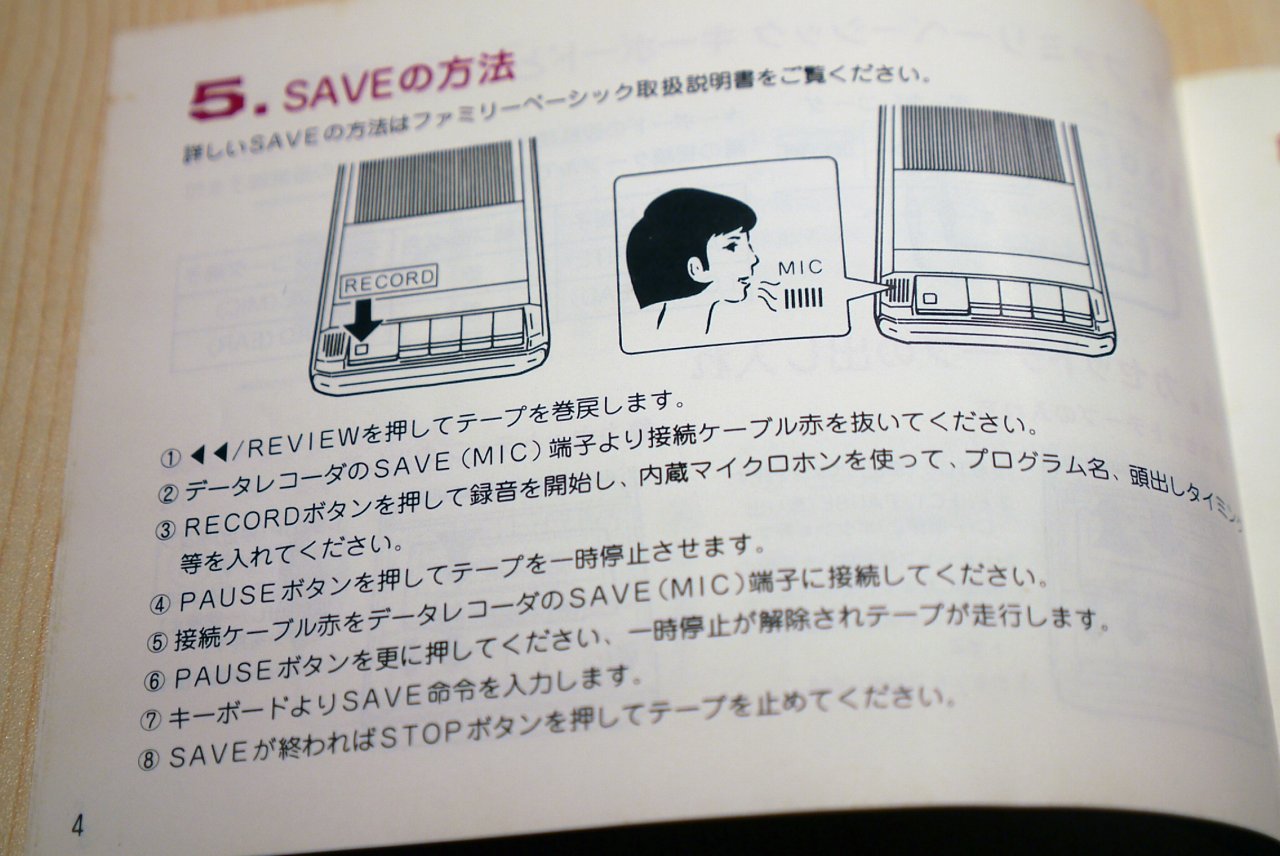 5. SAVEの方法
詳しいSAVEの方法はファミリーベーシック取扱説明書をご覧ください。
RECORD
MIC
① ◀◀/REVIEWを押してテープを巻戻します。
② データレコーダのSAVE(MIC)端子より接続ケーブル赤を抜いてください。
③ RECORDボタンを押して録音を開始し、内蔵マイクロホンを使って、プログラム名、頭出しタイミング
等を入れてください。
④ PAUSEボタンを押してテープを一時停止させます。
⑤ 接続ケーブル赤をデータレコーダのSAVE(MIC)端子に接続してください。
⑥ PAUSEボタンを更に押してください、一時停止が解除されテープが走行します。
⑦ キーボードよりSAVE命令を入力します。
⑧ SAVEが終わればSTOPボタンを押してテープを止めてください。
4